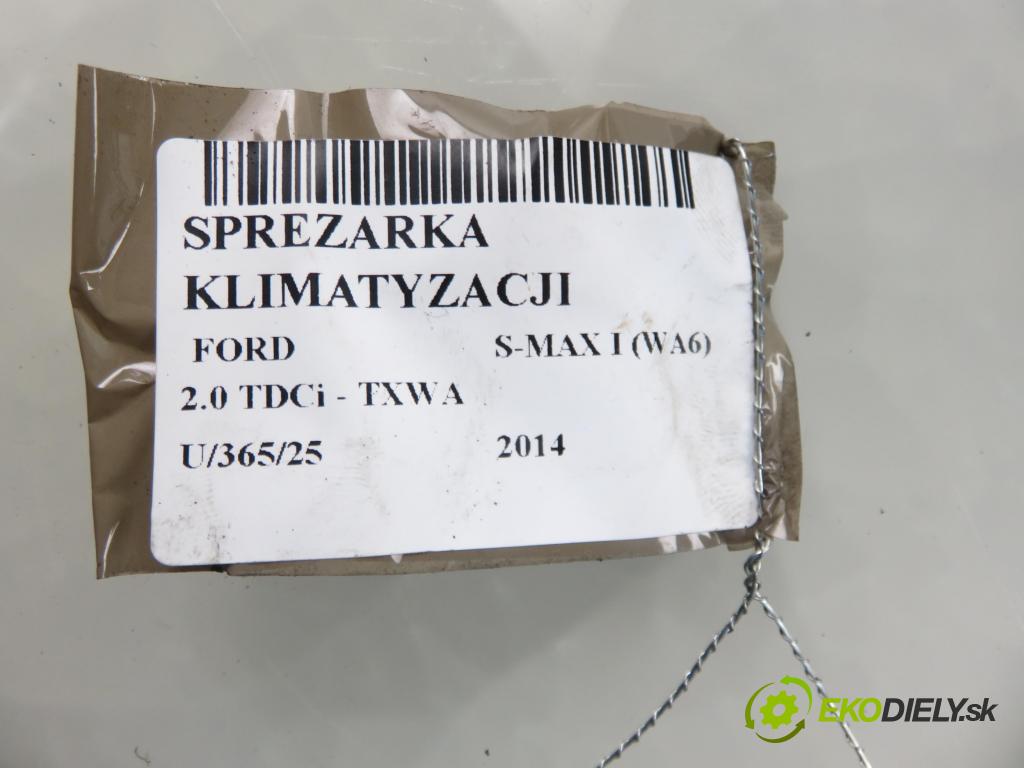 SPREZARKA
KLIMATYZACJI
FORD S-MAX I (WA6)
2.0 TDCi - TXWA
U/365/25 2014
EKODIELY.sk